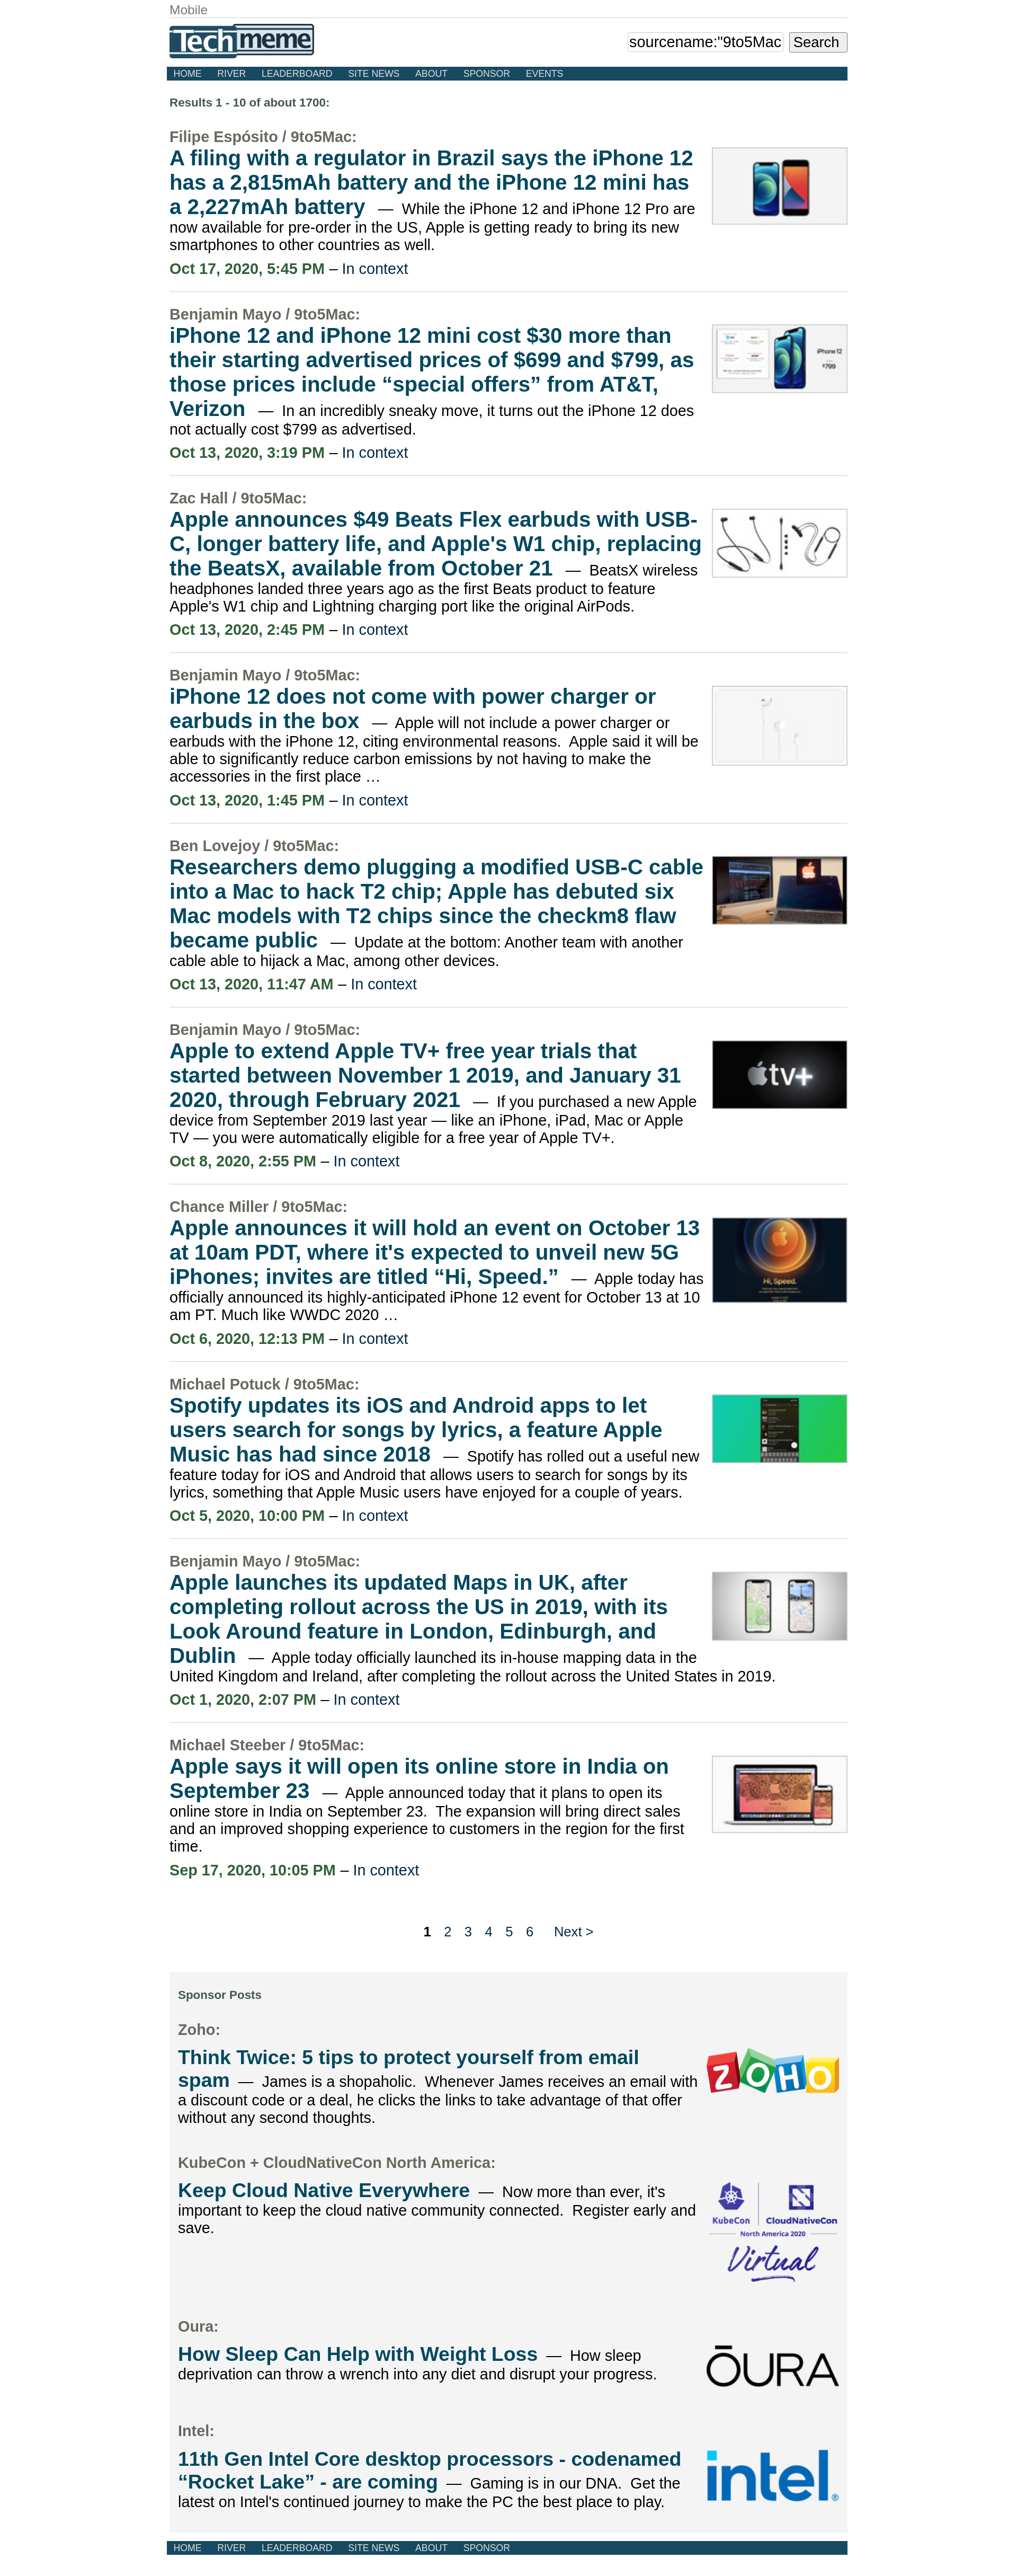 Mobile
Techmeme
sourcename:"9to5Mac
Search
HOME RIVER LEADERBOARD SITE NEWS ABOUT SPONSOR EVENTS
Results 1 - 10 of about 1700:
Filipe Espósito / 9to5Mac:
A filing with a regulator in Brazil says the iPhone 12
has a 2,815mAh battery and the iPhone 12 mini has
a 2,227mAh battery — While the iPhone 12 and iPhone 12 Pro are
now available for pre-order in the US, Apple is getting ready to bring its new
smartphones to other countries as well.
Oct 17, 2020, 5:45 PM – In context
Benjamin Mayo / 9to5Mac:
iPhone 12 and iPhone 12 mini cost $30 more than
their starting advertised prices of $699 and $799, as
those prices include “special offers” from AT&T,
Verizon — In an incredibly sneaky move, it turns out the iPhone 12 does
not actually cost $799 as advertised.
iPhone 12
$799
Oct 13, 2020, 3:19 PM – In context
Zac Hall / 9to5Mac:
Apple announces $49 Beats Flex earbuds with USB-
C, longer battery life, and Apple's W1 chip, replacing
the BeatsX, available from October 21 — BeatsX wireless
headphones landed three years ago as the first Beats product to feature
Apple's W1 chip and Lightning charging port like the original AirPods.
Oct 13, 2020, 2:45 PM – In context
Benjamin Mayo / 9to5Mac:
iPhone 12 does not come with power charger or
earbuds in the box — Apple will not include a power charger or
earbuds with the iPhone 12, citing environmental reasons. Apple said it will be
able to significantly reduce carbon emissions by not having to make the
accessories in the first place …
Oct 13, 2020, 1:45 PM – In context
Ben Lovejoy / 9to5Mac:
Researchers demo plugging a modified USB-C cable
into a Mac to hack T2 chip; Apple has debuted six
Mac models with T2 chips since the checkm8 flaw
became public — Update at the bottom: Another team with another
cable able to hijack a Mac, among other devices.
Oct 13, 2020, 11:47 AM – In context
Benjamin Mayo / 9to5Mac:
Apple to extend Apple TV+ free year trials that
started between November 1 2019, and January 31
2020, through February 2021 — If you purchased a new Apple
device from September 2019 last year — like an iPhone, iPad, Mac or Apple
TV — you were automatically eligible for a free year of Apple TV+.
tv+
Oct 8, 2020, 2:55 PM – In context
Chance Miller / 9to5Mac:
Apple announces it will hold an event on October 13
at 10am PDT, where it's expected to unveil new 5G
iPhones; invites are titled “Hi, Speed.” — Apple today has
officially announced its highly-anticipated iPhone 12 event for October 13 at 10
am PT. Much like WWDC 2020 …
Hi, Speed.
Oct 6, 2020, 12:13 PM – In context
Michael Potuck / 9to5Mac:
Spotify updates its iOS and Android apps to let
users search for songs by lyrics, a feature Apple
Music has had since 2018 — Spotify has rolled out a useful new
feature today for iOS and Android that allows users to search for songs by its
lyrics, something that Apple Music users have enjoyed for a couple of years.
Oct 5, 2020, 10:00 PM – In context
Benjamin Mayo / 9to5Mac:
Apple launches its updated Maps in UK, after
completing rollout across the US in 2019, with its
Look Around feature in London, Edinburgh, and
Dublin — Apple today officially launched its in-house mapping data in the
United Kingdom and Ireland, after completing the rollout across the United States in 2019.
Oct 1, 2020, 2:07 PM – In context
Michael Steeber / 9to5Mac:
Apple says it will open its online store in India on
September 23 — Apple announced today that it plans to open its
online store in India on September 23. The expansion will bring direct sales
and an improved shopping experience to customers in the region for the first
time.
Sep 17, 2020, 10:05 PM – In context
1 2 3 4 5 6 Next >
Sponsor Posts
Zoho:
Think Twice: 5 tips to protect yourself from email
spam — James is a shopaholic. Whenever James receives an email with
a discount code or a deal, he clicks the links to take advantage of that offer
without any second thoughts.
ZOHO
KubeCon + CloudNativeCon North America:
Keep Cloud Native Everywhere — Now more than ever, it's
important to keep the cloud native community connected. Register early and
save.
KubeCon CloudNativeCon
North America 2020
Virtual
Oura:
How Sleep Can Help with Weight Loss — How sleep
deprivation can throw a wrench into any diet and disrupt your progress.
ŌURA
Intel:
11th Gen Intel Core desktop processors - codenamed
“Rocket Lake” - are coming — Gaming is in our DNA. Get the
latest on Intel's continued journey to make the PC the best place to play.
intel®
HOME RIVER LEADERBOARD SITE NEWS ABOUT SPONSOR